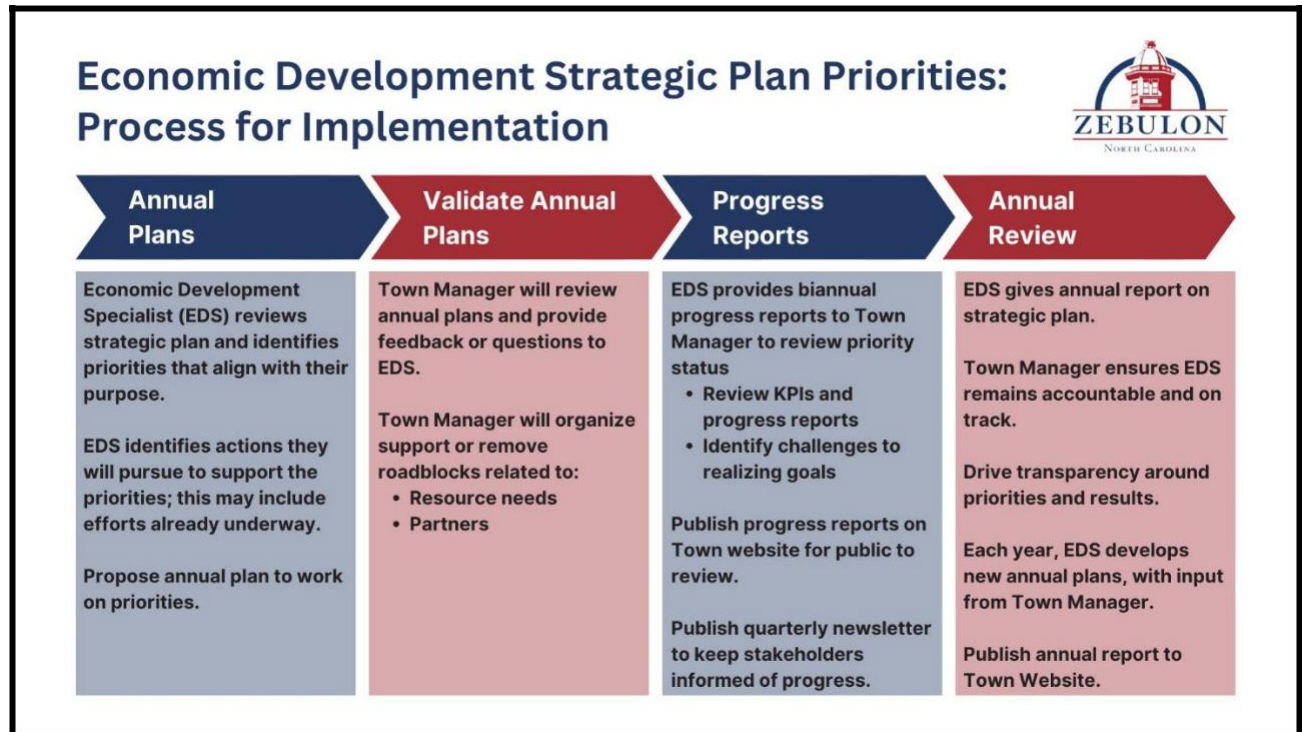 Economic Development Strategic Plan Priorities:
Process for Implementation
ZEBULON
NORTH CAROLINA
Annual
Plans
Economic Development
Specialist (EDS) reviews
strategic plan and identifies
priorities that align with their
purpose.
EDS identifies actions they
will pursue to support the
priorities; this may include
efforts already underway.
Propose annual plan to work
on priorities.
Validate Annual
Plans
Town Manager will review
annual plans and provide
feedback or questions to
EDS.
Town Manager will organize
support or remove
roadblocks related to:
• Resource needs
• Partners
Progress
Reports
EDS provides biannual
progress reports to Town
Manager to review priority
status
• Review KPIs and
progress reports
• Identify challenges to
realizing goals
Publish progress reports on
Town website for public to
review.
Publish quarterly newsletter
to keep stakeholders
informed of progress.
Annual
Review
EDS gives annual report on
strategic plan.
Town Manager ensures EDS
remains accountable and on
track.
Drive transparency around
priorities and results.
Each year, EDS develops
new annual plans, with input
from Town Manager.
Publish annual report to
Town Website.